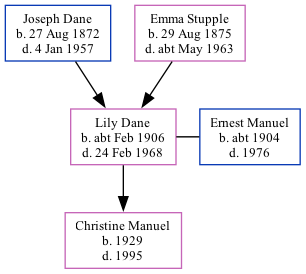 Joseph Dane
b. 27 Aug 1872
d. 4 Jan 1957
Emma Stupple
b. 29 Aug 1875
d. abt May 1963
Lily Dane
b. abt Feb 1906
d. 24 Feb 1968
Ernest Manuel
b. abt 1904
d. 1976
Christine Manuel
b. 1929
d. 1995